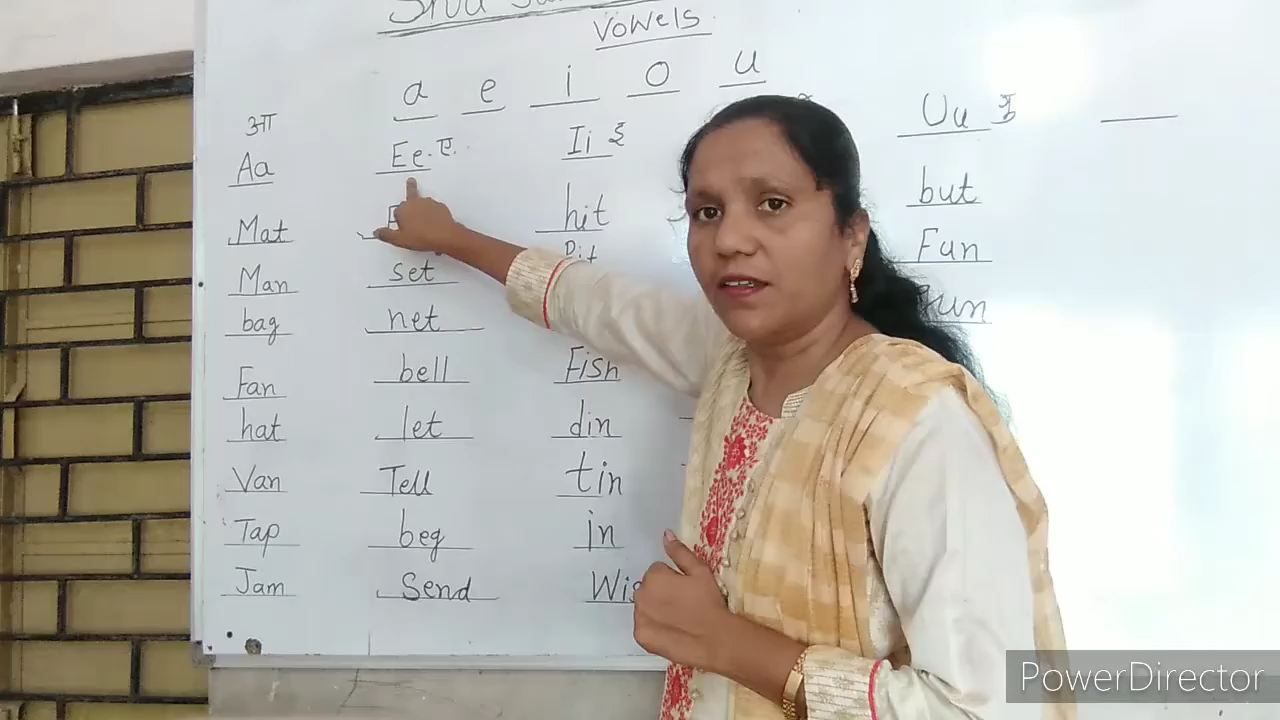 Vowels
a e i o u
आ
Aa
Mat
Man
bag
Fan
hat
Van
Tap
Jam
Ee ए
set
net
bell
let
Tell
beg
Send
Ii इ
hit
Fish
din
tin
in
Uu
but
Fun
PowerDirector